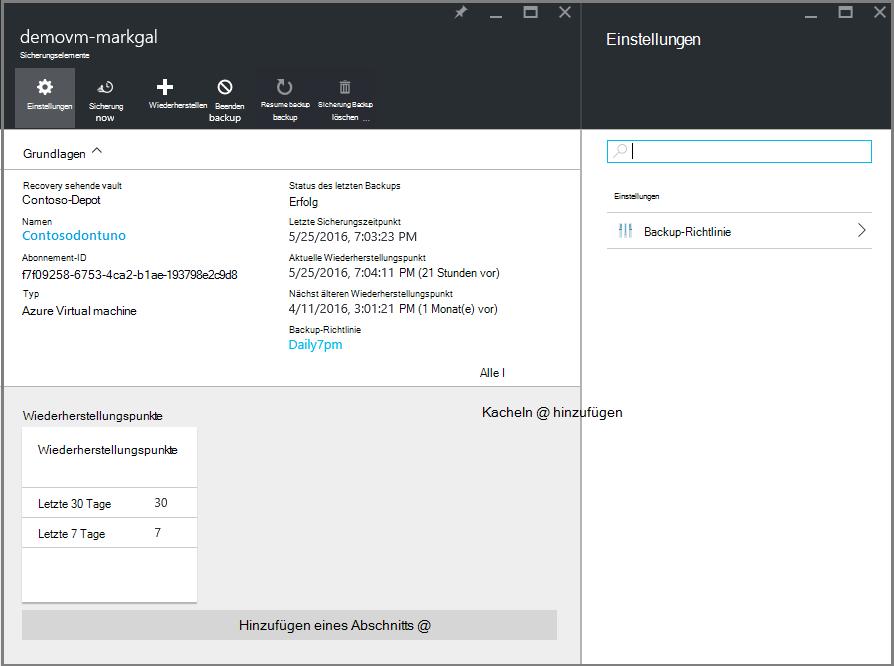 demovm-markgal
Sicherungselemente
Einstellungen
Sicherung
now
Wiederherstellen
Beenden
backup
Resume backup
backup
Sicherung Backup
löschen ...
Grundlagen
Recovery sehende vault
Contoso-Depot
Namen
Contosodontuno
Abonnement-ID
f7f09258-6753-4ca2-b1ae-193798e2c9d8
Typ
Azure Virtual machine
Status des letzten Backups
Erfolg
Letzte Sicherungszeitpunkt
5/25/2016, 7:03:23 PM
Aktuelle Wiederherstellungspunkt
5/25/2016, 7:04:11 PM (21 Stunden vor)
Nächst älteren Wiederherstellungspunkt
4/11/2016, 3:01:21 PM (1 Monat(e) vor)
Backup-Richtlinie
Daily7pm
Alle I
Wiederherstellungspunkte
Kacheln @ hinzufügen
Wiederherstellungspunkte
Letzte 30 Tage 30
Letzte 7 Tage 7
Hinzufügen eines Abschnitts @
Einstellungen
Einstellungen
Backup-Richtlinie